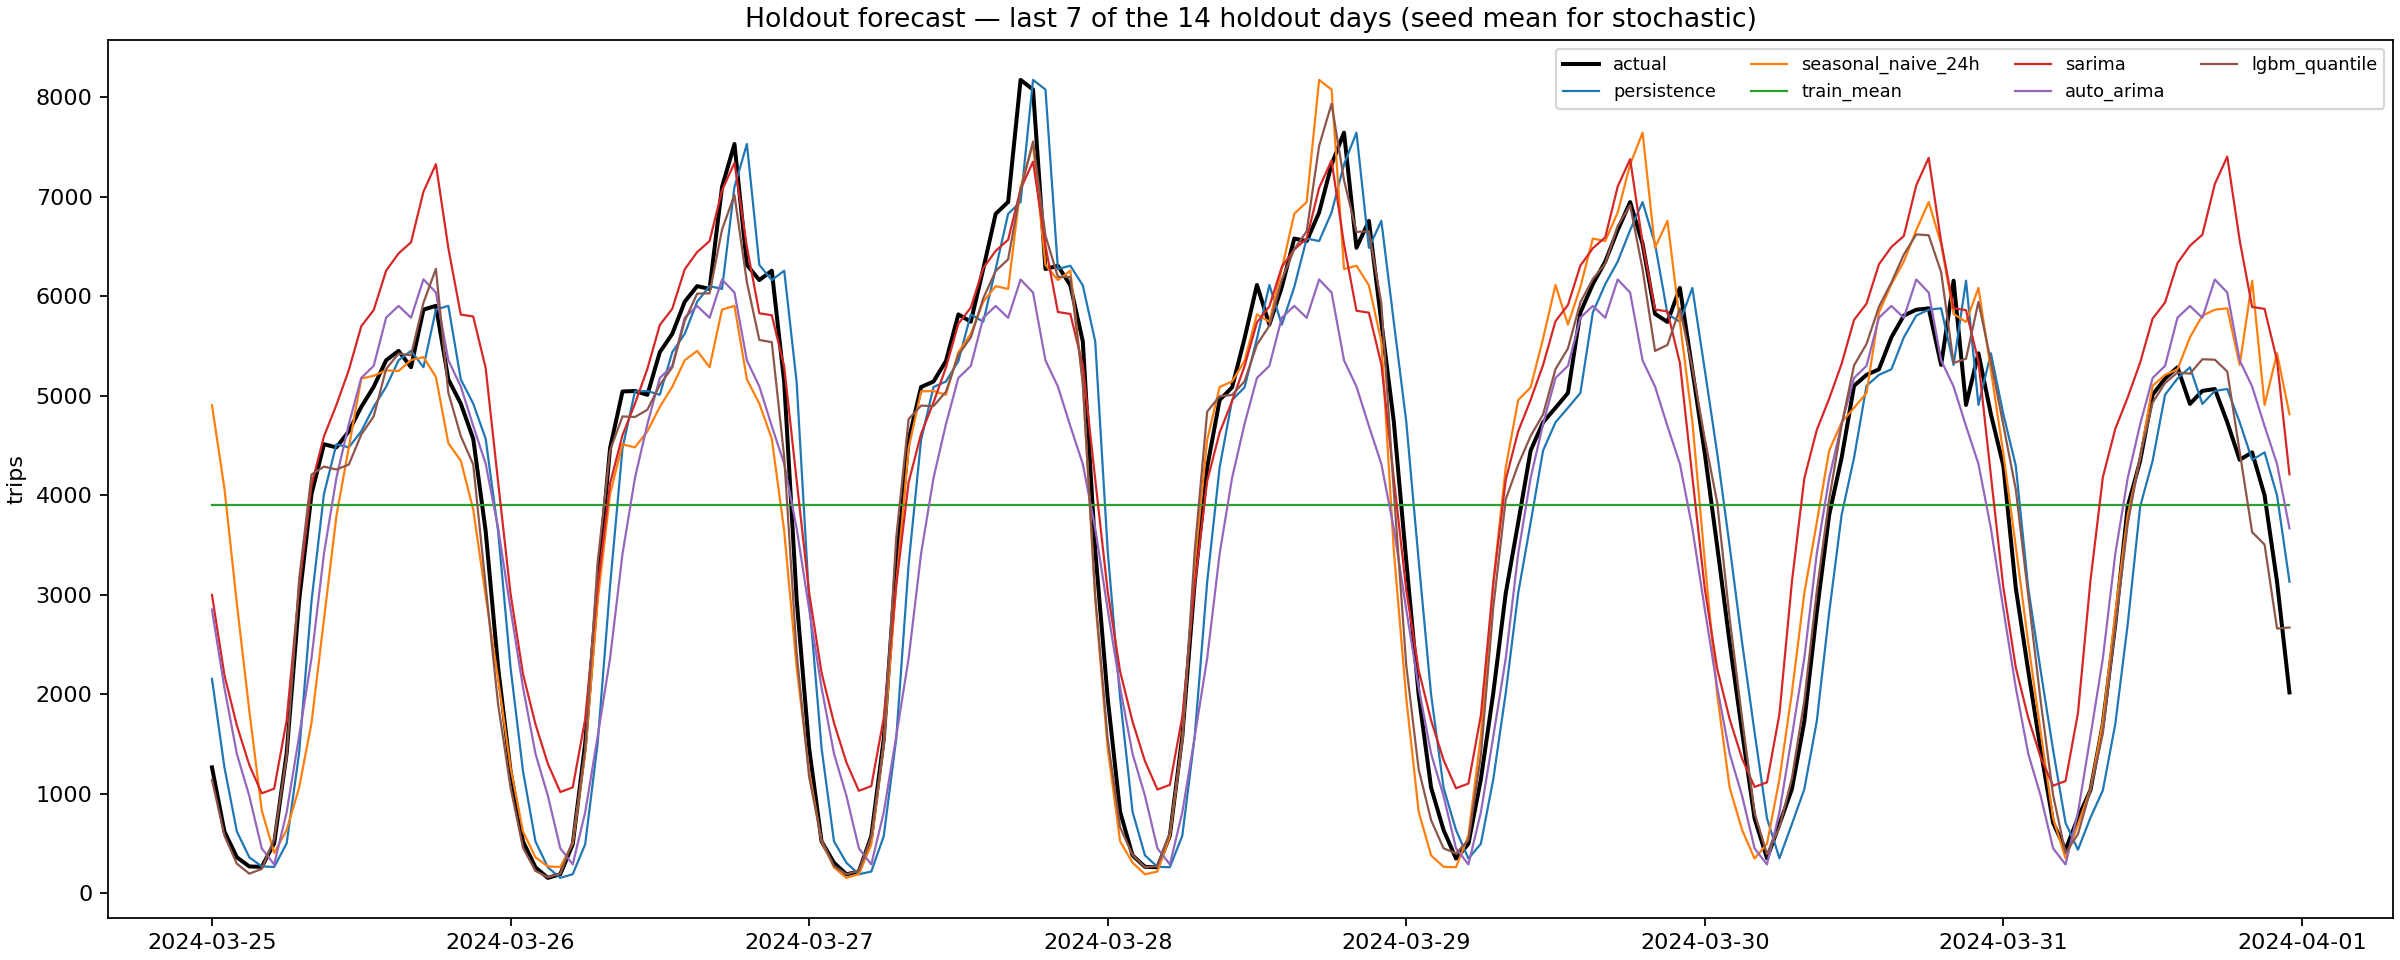 Holdout forecast — last 7 of the 14 holdout days (seed mean for stochastic)
actual
persistence
seasonal_naive_24h
train_mean
sarima
auto_arima
lgbm_quantile
trips
8000
7000
6000
5000
4000
3000
2000
1000
0
2024-03-25
2024-03-26
2024-03-27
2024-03-28
2024-03-29
2024-03-30
2024-03-31
2024-04-01